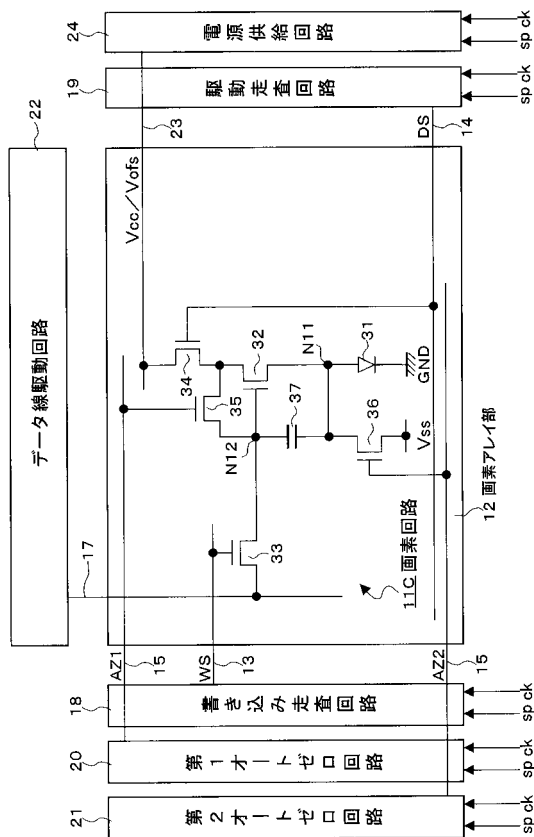 22
データ線駆動回路
24
電源供給回路
sp ck
19
駆動走査回路
sp ck
17
23
Vcc/Vofs
DS
14
AZ1
15
WS
13
AZ2
15
34
35
32
N11
31
GND
N12
37
36
Vss
33
11C 画素回路
12 画素アレイ部
18
書き込み走査回路
sp ck
20
第1オートゼロ回路
sp ck
21
第2オートゼロ回路
sp ck